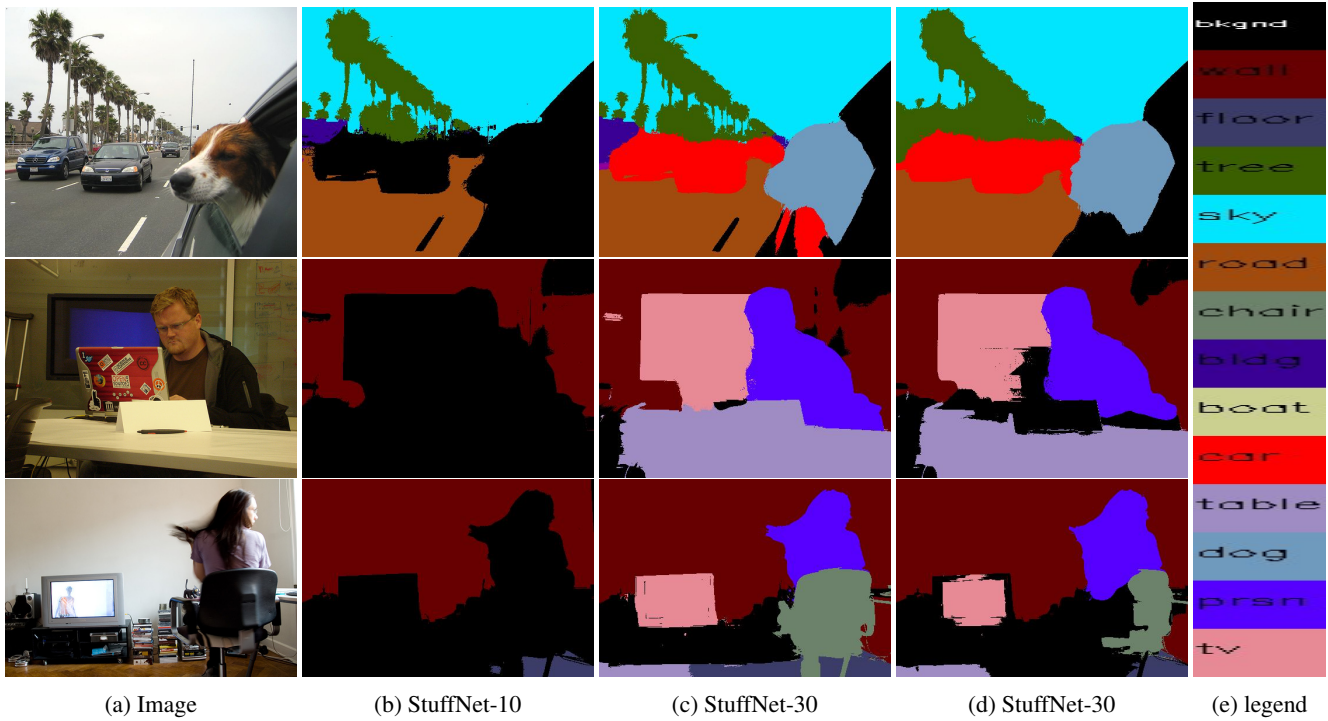 bkgnd
wall
floor
tree
sky
road
chair
bldg
boat
car
table
dog
prsn
tv
(a) Image
(b) StuffNet-10
(c) StuffNet-30
(d) StuffNet-30
(e) legend